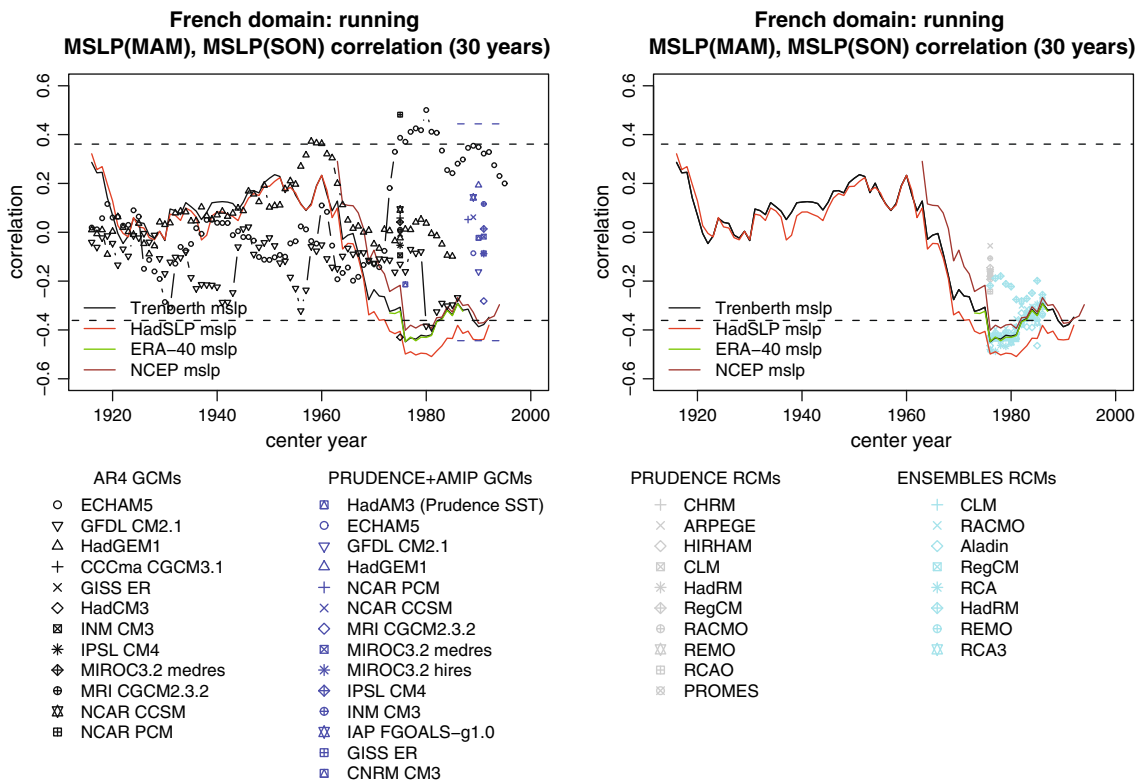 French domain: running
MSLP(MAM), MSLP(SON) correlation (30 years)
0.6
0.4
0.2
0.0
−0.2
−0.4
−0.6
correlation
Trenberth mslp
HadSLP mslp
ERA−40 mslp
NCEP mslp
1920
1940
1960
1980
2000
center year
French domain: running
MSLP(MAM), MSLP(SON) correlation (30 years)
0.6
0.4
0.2
0.0
−0.2
−0.4
−0.6
correlation
Trenberth mslp
HadSLP mslp
ERA−40 mslp
NCEP mslp
1920
1940
1960
1980
2000
center year
AR4 GCMs
ECHAM5
GFDL CM2.1
HadGEM1
CCCma CGCM3.1
GISS ER
HadCM3
INM CM3
IPSL CM4
MIROC3.2 medres
MRI CGCM2.3.2
NCAR CCSM
NCAR PCM
PRUDENCE+AMIP GCMs
HadAM3 (Prudence SST)
ECHAM5
GFDL CM2.1
HadGEM1
NCAR PCM
NCAR CCSM
MRI CGCM2.3.2
MIROC3.2 medres
MIROC3.2 hires
IPSL CM4
INM CM3
IAP FGOALS−g1.0
GISS ER
CNRM CM3
PRUDENCE RCMs
CHRM
ARPEGE
HIRHAM
CLM
HadRM
RegCM
RACMO
REMO
RCAO
PROMES
ENSEMBLES RCMs
CLM
RACMO
Aladin
RegCM
RCA
HadRM
REMO
RCA3